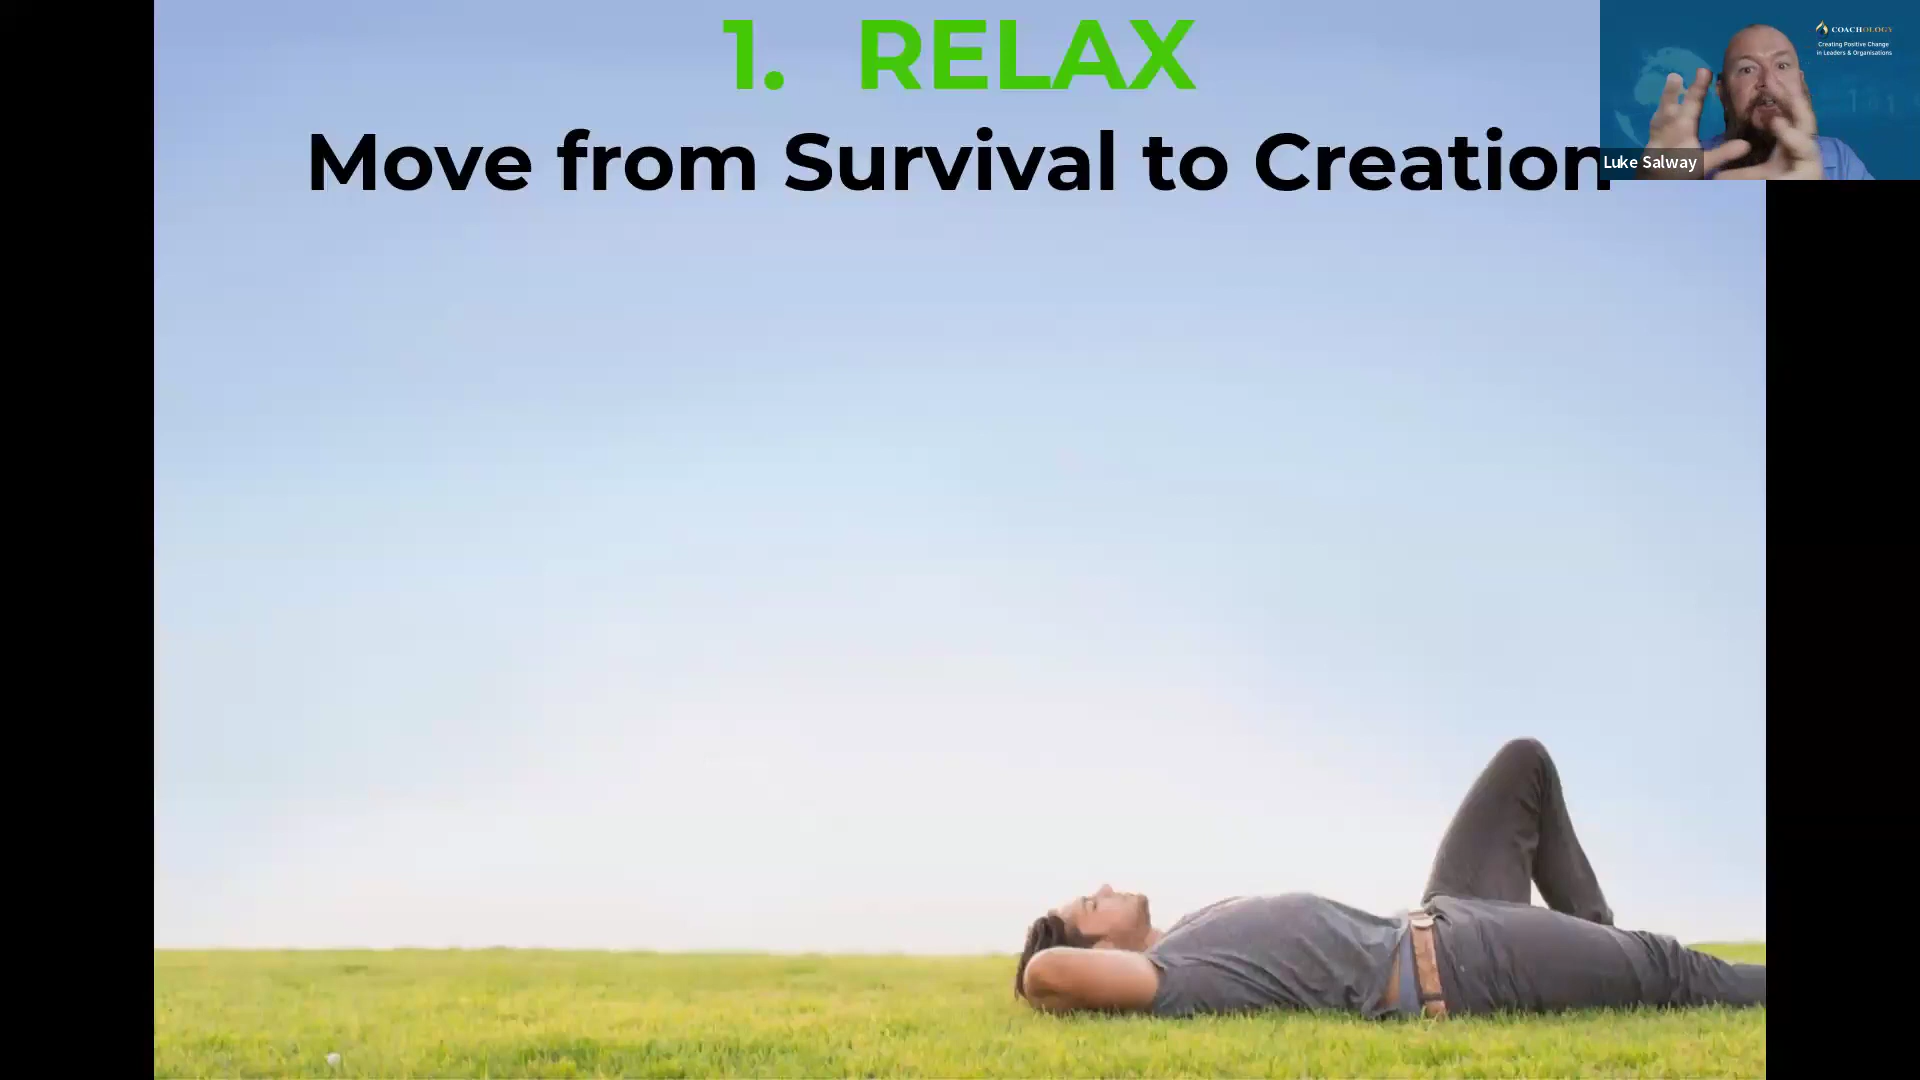 1. RELAX
Move from Survival to Creation
COACHOLOGY
Creating Positive Change
in Leaders & Organisations
Luke Salway